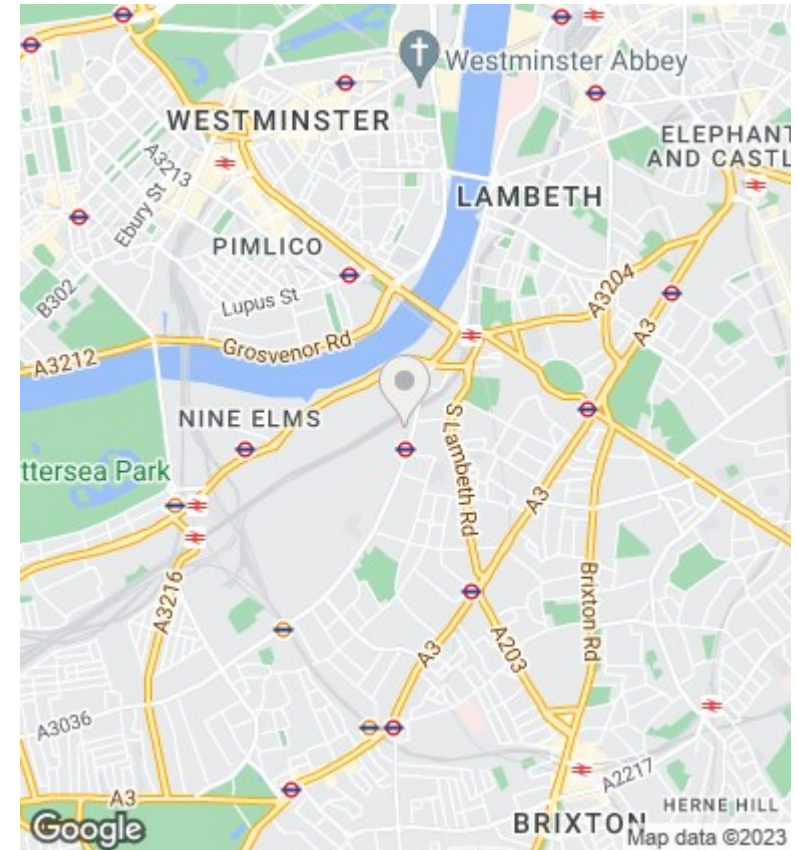 Westminster Abbey
WESTMINSTER
ELEPHANT
AND CASTL
A3213
Ebury St
LAMBETH
PIMLICO
B302
Lupus St
A3204
A3
A3212
Grosvenor Rd
NINE ELMS
S Lambeth Rd
ttersea Park
A3
A3216
Brixton Rd
A203
A3
A3036
A2217
A3
HERNE HILL
BRIXTON
Google
Map data ©2023